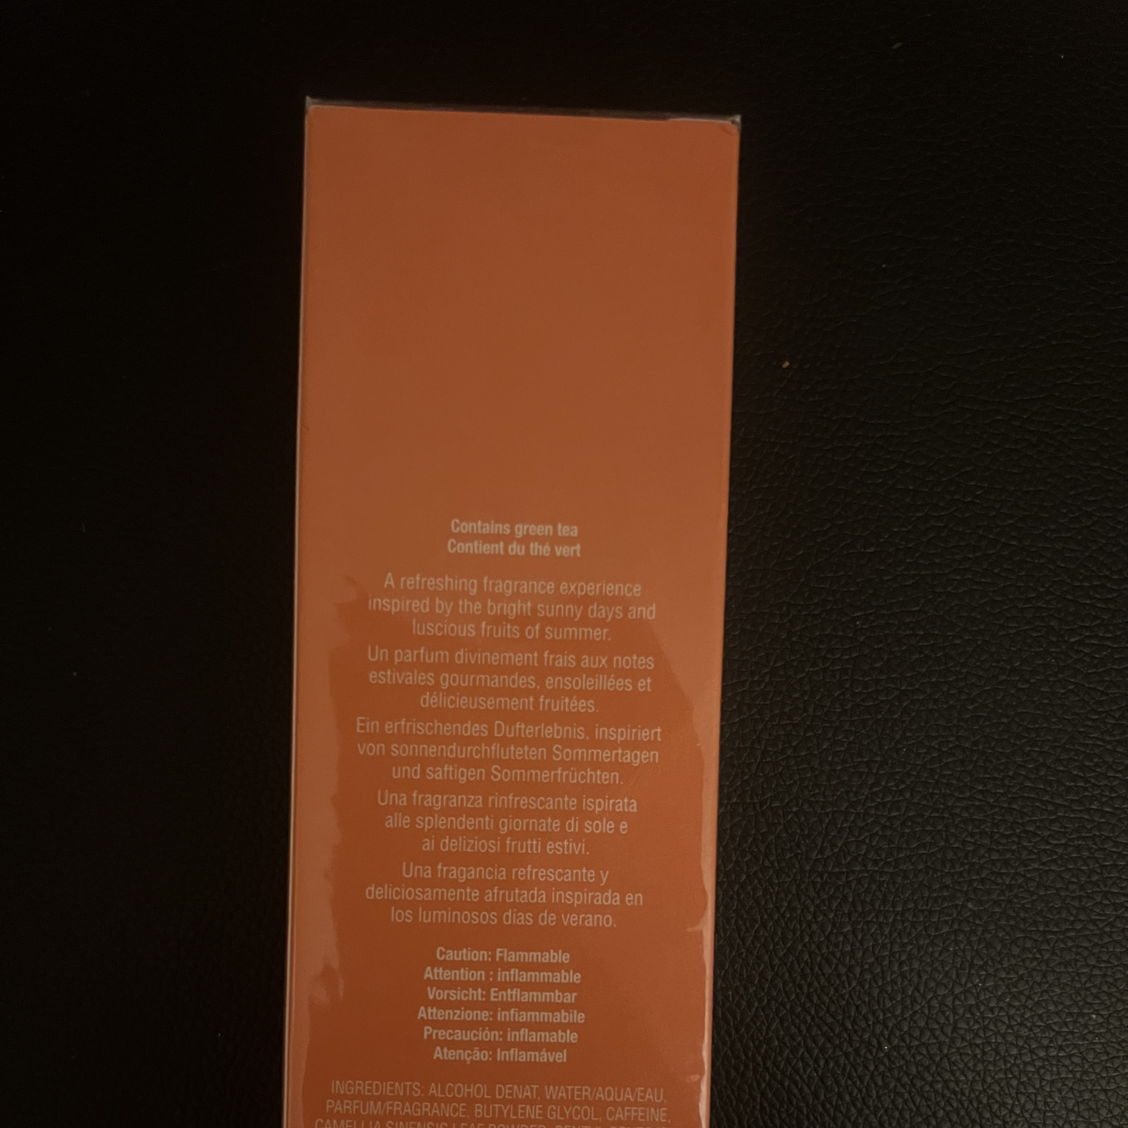 Contains green tea
Contient du thé vert
A refreshing fragrance experience
inspired by the bright sunny days and
luscious fruits of summer.
Un parfum divinement frais aux notes
estivales gourmandes, ensoleillées et
délicieusement fruitées.
Ein erfrischendes Dufterlebnis, inspiriert
von sonnendurchfluteten Sommertagen
und saftigen Sommerfrüchten.
Una fragranza rinfrescante ispirata
alle splendenti giornate di sole e
ai deliziosi frutti estivi.
Una fragancia refrescante y
deliciosamente afrutada inspirada en
los luminosos días de verano.
Caution: Flammable
Attention : inflammable
Vorsicht: Entflammbar
Attenzione: infiammabile
Precaución: inflamable
Atenção: Inflamável
INGREDIENTS: ALCOHOL DENAT, WATER/AQUA/EAU,
PARFUM/FRAGRANCE, BUTYLENE GLYCOL, CAFFEINE,
CAMELLIA SINENSIS LEAF POWDER,